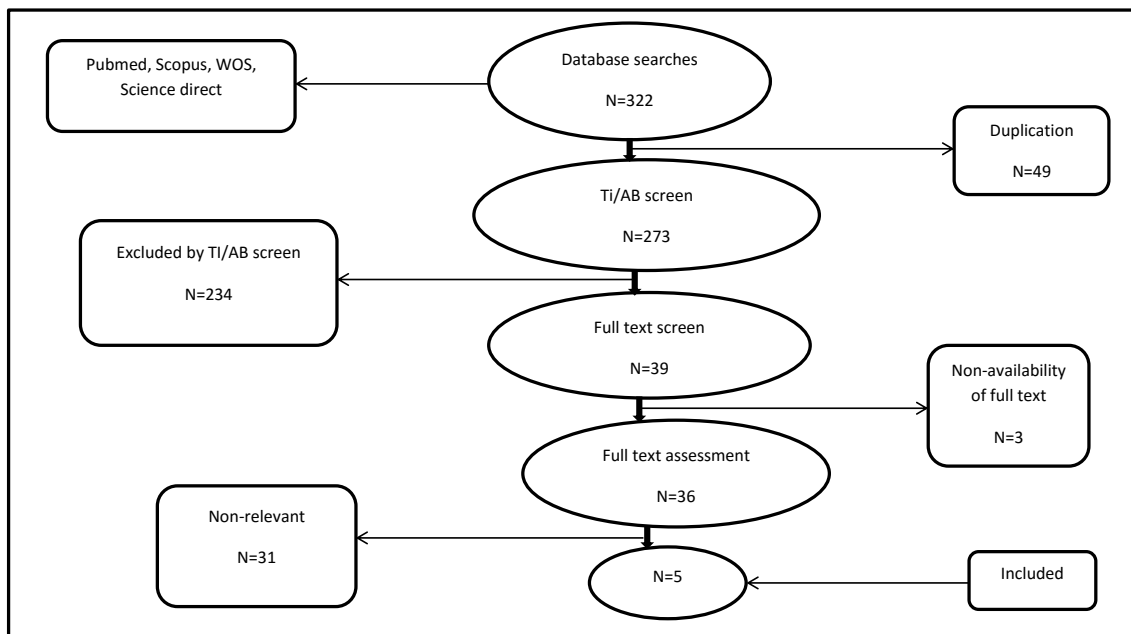 Pubmed, Scopus, WOS,
Science direct
Database searches
N=322
Duplication
N=49
Ti/AB screen
N=273
Excluded by TI/AB screen
N=234
Full text screen
N=39
Non-availability
of full text
N=3
Full text assessment
N=36
Non-relevant
N=31
N=5
Included